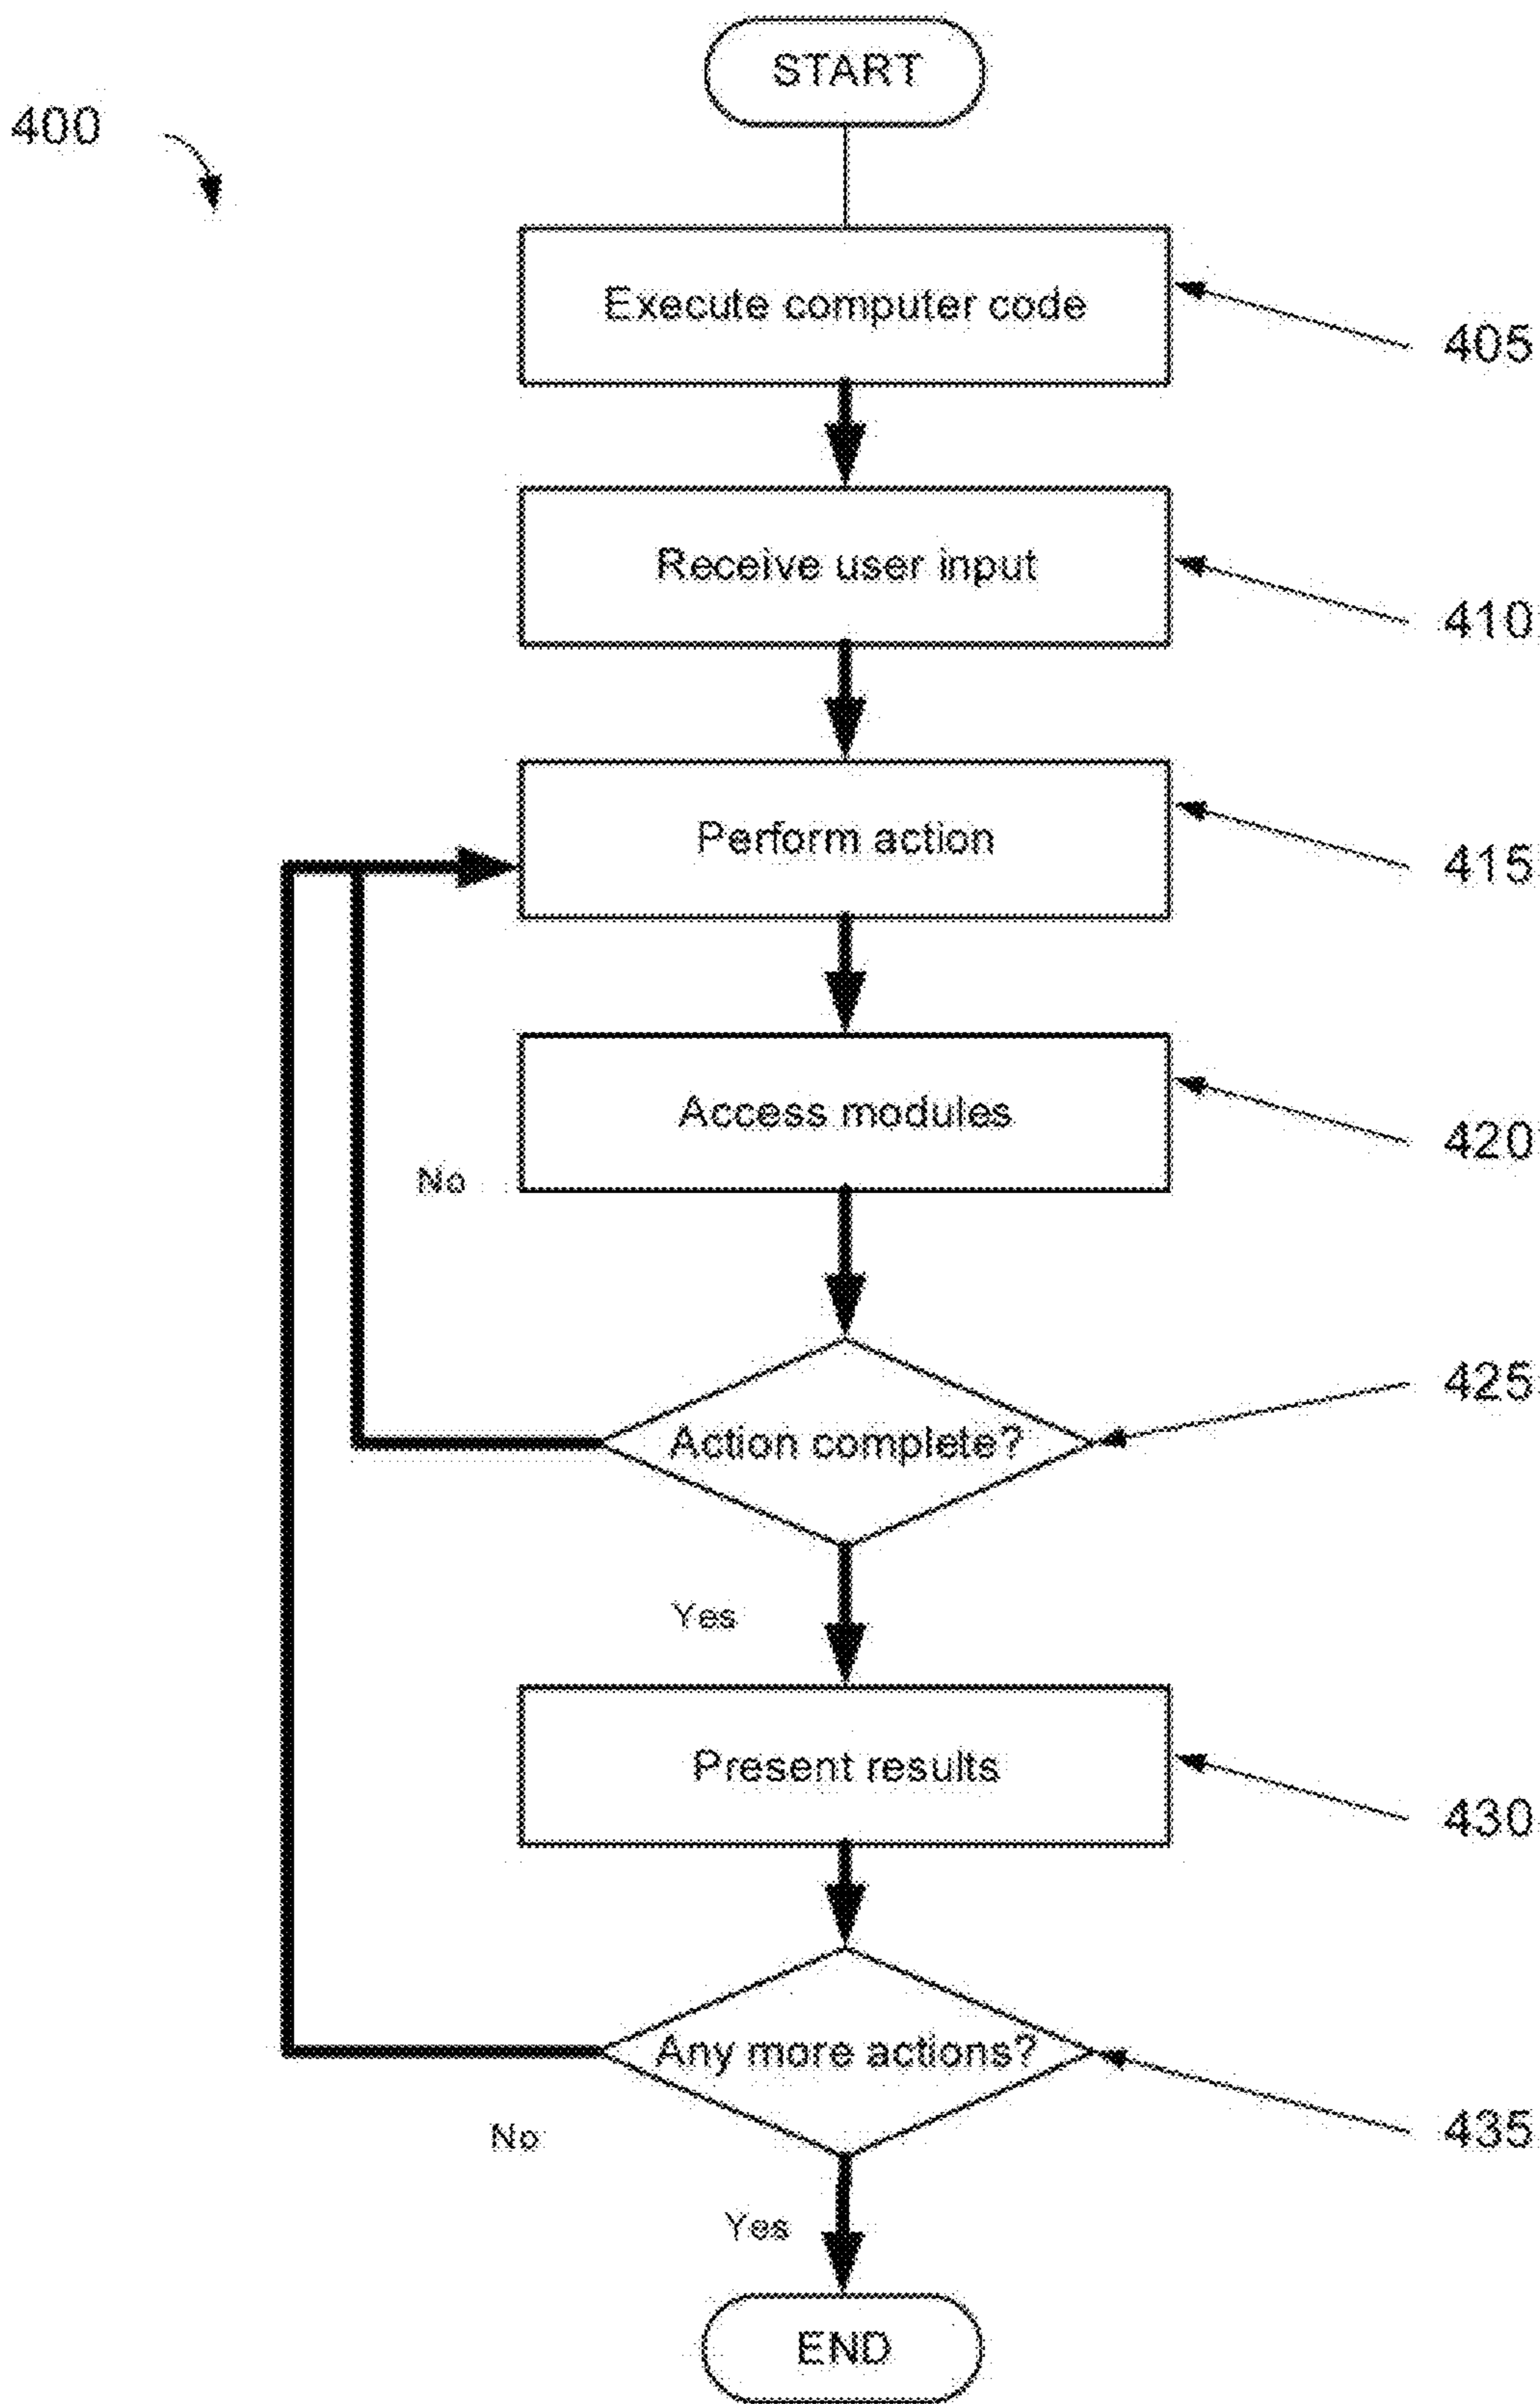 START
400
Execute computer code
405
Receive user input
410
Perform action
415
Access modules
420
No
Action complete?
425
Yes
Present results
430
Any more actions?
435
No
Yes
END